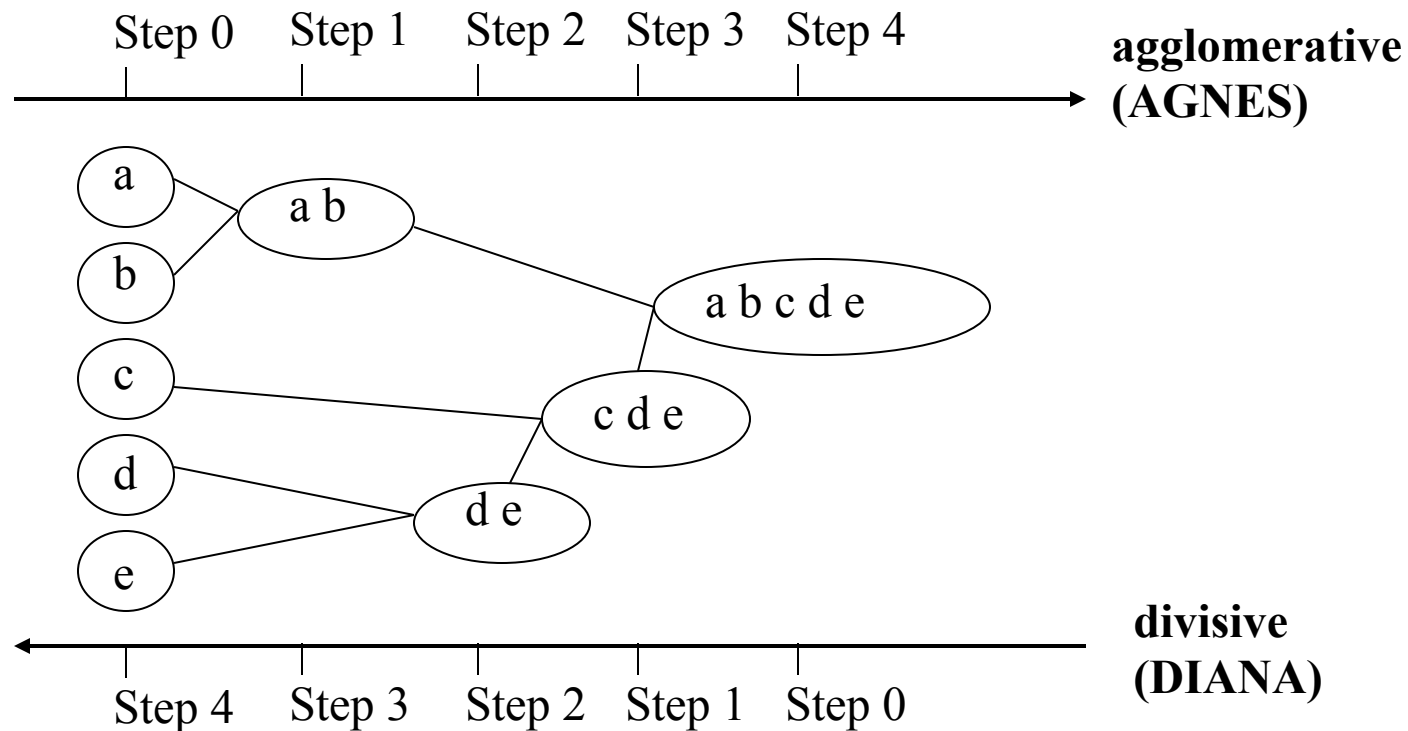 Step 0 Step 1 Step 2 Step 3 Step 4
agglomerative
(AGNES)
a
a b
b
a b c d e
c
c d e
d
d e
e
divisive
(DIANA)
Step 4 Step 3 Step 2 Step 1 Step 0